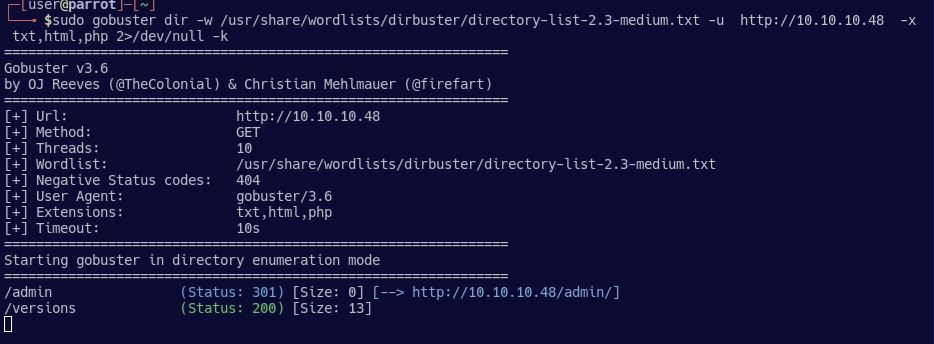 [user@parrot]-[~]
$sudo gobuster dir -w /usr/share/wordlists/dirbuster/directory-list-2.3-medium.txt -u  http://10.10.10.48  -x
txt,html,php 2>/dev/null -k
===============================================================
Gobuster v3.6
by OJ Reeves (@TheColonial) & Christian Mehlmauer (@firefart)
===============================================================
[+] Url:                     http://10.10.10.48
[+] Method:                  GET
[+] Threads:                 10
[+] Wordlist:                /usr/share/wordlists/dirbuster/directory-list-2.3-medium.txt
[+] Negative Status codes:   404
[+] User Agent:              gobuster/3.6
[+] Extensions:              txt,html,php
[+] Timeout:                 10s
===============================================================
Starting gobuster in directory enumeration mode
===============================================================
/admin                (Status: 301) [Size: 0] [--> http://10.10.10.48/admin/]
/versions             (Status: 200) [Size: 13]